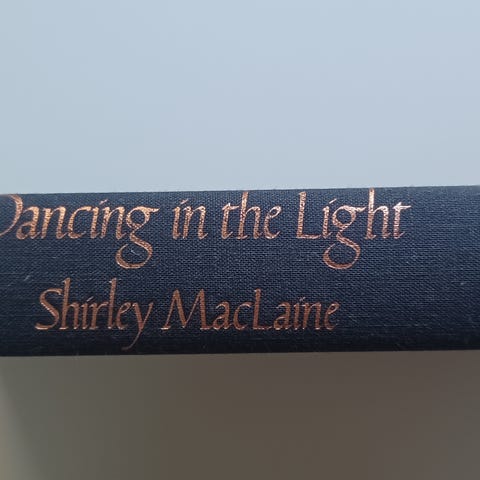 Dancing in the Light
Shirley MacLaine